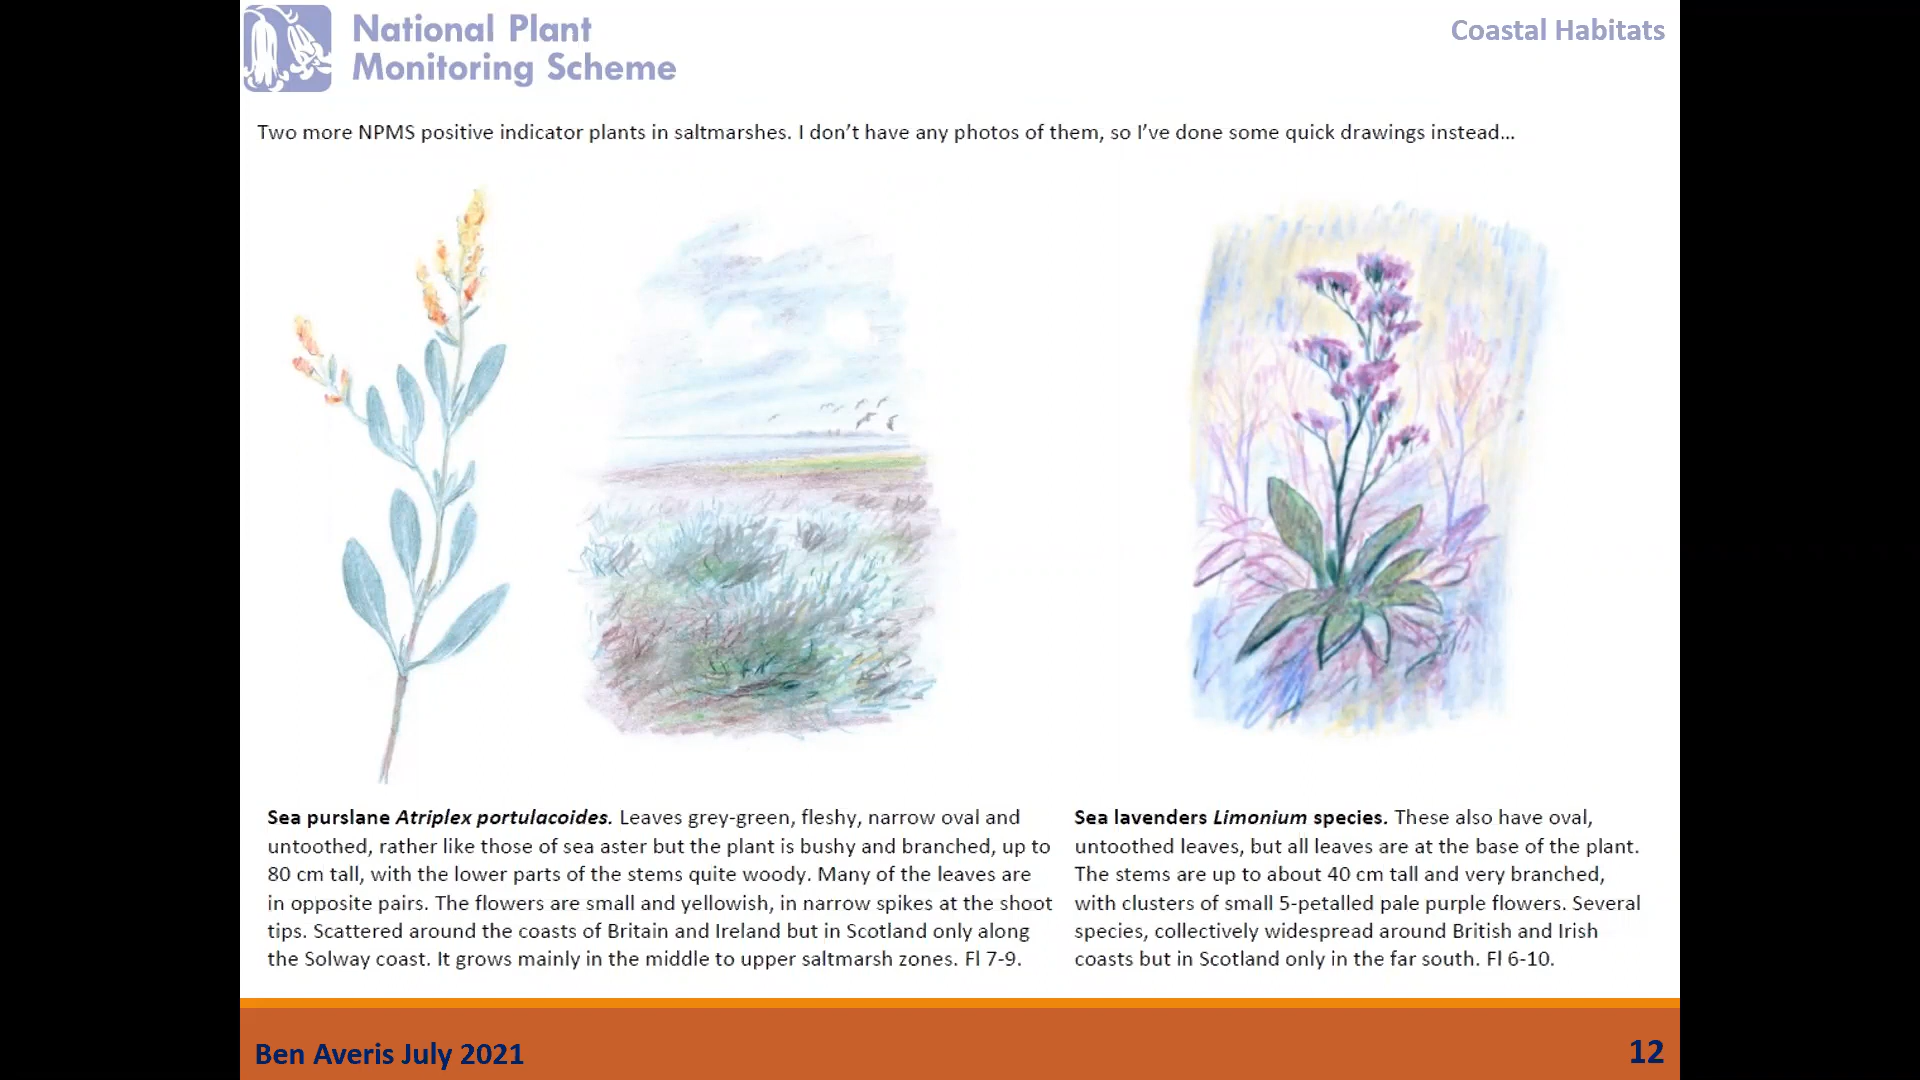 National Plant
Monitoring Scheme
Coastal Habitats
Two more NPMS positive indicator plants in saltmarshes. I don’t have any photos of them, so I’ve done some quick drawings instead...
Sea purslane Atriplex portulacoides. Leaves grey-green, fleshy, narrow oval and
untoothed, rather like those of sea aster but the plant is bushy and branched, up to
80 cm tall, with the lower parts of the stems quite woody. Many of the leaves are
in opposite pairs. The flowers are small and yellowish, in narrow spikes at the shoot
tips. Scattered around the coasts of Britain and Ireland but in Scotland only along
the Solway coast. It grows mainly in the middle to upper saltmarsh zones. Fl 7-9.
Sea lavenders Limonium species. These also have oval,
untoothed leaves, but all leaves are at the base of the plant.
The stems are up to about 40 cm tall and very branched,
with clusters of small 5-petalled pale purple flowers. Several
species, collectively widespread around British and Irish
coasts but in Scotland only in the far south. Fl 6-10.
Ben Averis July 2021
12